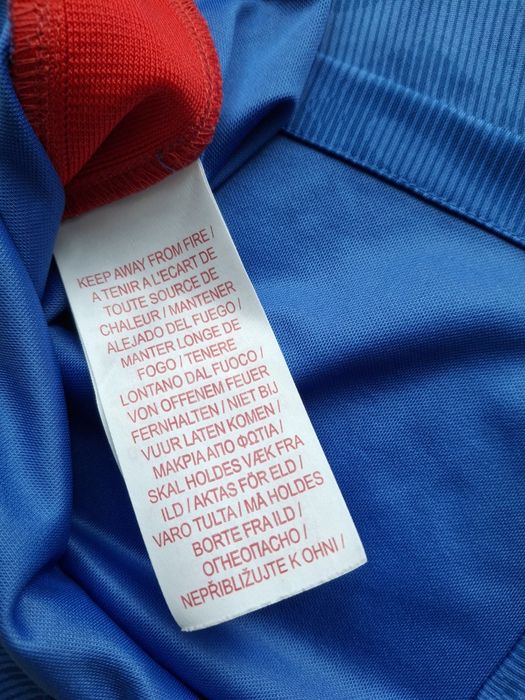 KEEP AWAY FROM FIRE /
A TENIR A L'ECART DE
TOUTE SOURCE DE
CHALEUR / MANTENER
ALEJADO DEL FUEGO /
MANTER LONGE DE
FOGO / TENERE
LONTANO DAL FUOCO /
VON OFFENEM FEUER
FERNHALTEN / NIET BIJ
VUUR LATEN KOMEN /
ΜΑΚΡΙΑ ΑΠΟ ΦΩΤΙΑ /
SKAL HOLDES VÆK FRA
ILD / AKTAS FÖR ELD /
VARO TULTA / MÅ HOLDES
BORTE FRA ILD /
ОГНЕОПАСНО /
NEPŘIBLIŽUJTE K OHNI /